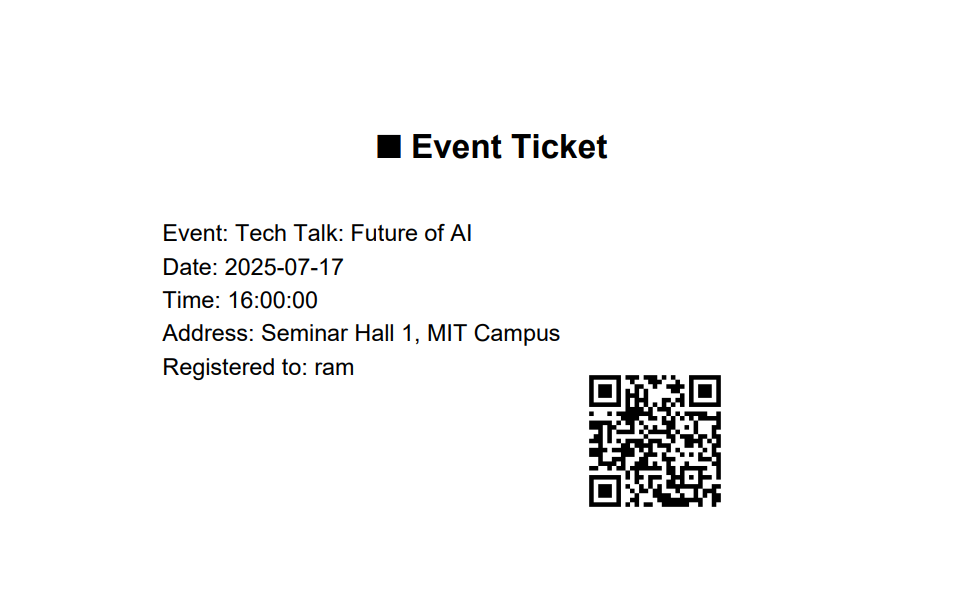 ■ Event Ticket
Event: Tech Talk: Future of AI
Date: 2025-07-17
Time: 16:00:00
Address: Seminar Hall 1, MIT Campus
Registered to: ram